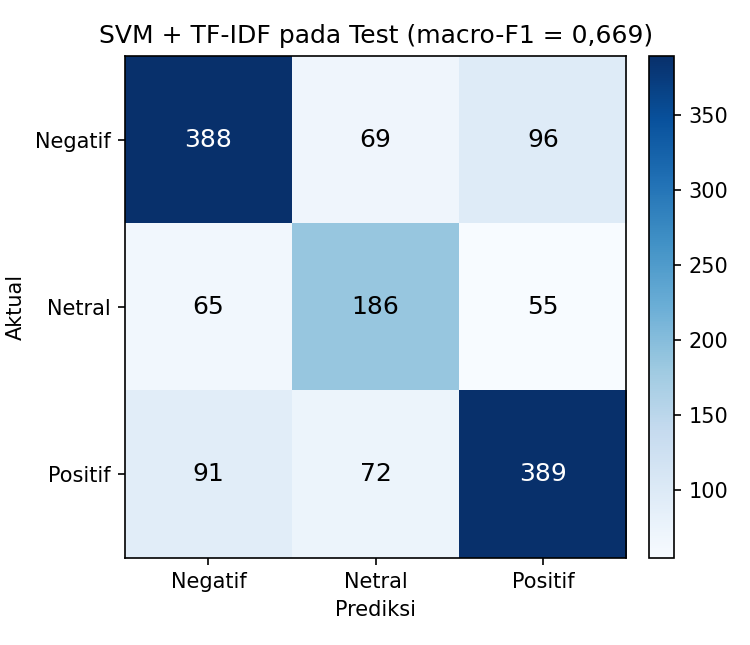 SVM + TF-IDF pada Test (macro-F1 = 0,669)
Aktual
Negatif 388 69 96
Netral 65 186 55
Positif 91 72 389
Negatif Netral Positif
Prediksi
350
300
250
200
150
100